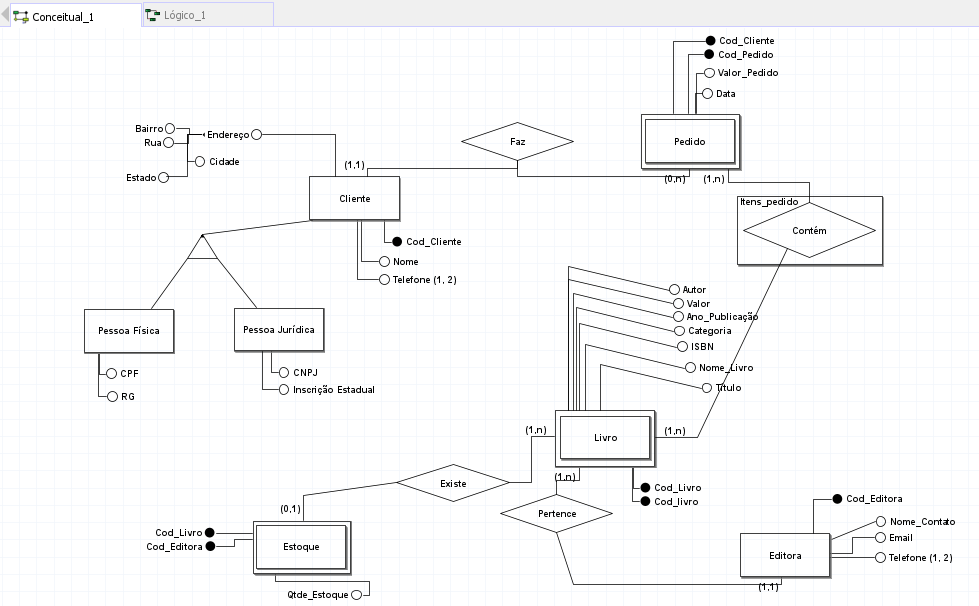 Conceitual_1
Lógico_1
Cod_Cliente
Cod_Pedido
Valor_Pedido
Data
Pedido
Bairro
Rua
Endereço
Cidade
Estado
Faz
(1,1)
(0,n)
(1,n)
Cliente
Itens_pedido
Contém
Cod_Cliente
Nome
Telefone (1, 2)
Autor
Valor
Ano_Publicação
Categoria
ISBN
Nome_Livro
Título
Pessoa Física
Pessoa Jurídica
CPF
RG
CNPJ
Inscrição Estadual
(1,n)
Livro
(1,n)
(1,n)
Existe
Cod_Livro
Cod_livro
(0,1)
Pertence
Cod_Editora
Cod_Livro
Cod_Editora
Estoque
Nome_Contato
Email
Editora
Telefone (1, 2)
(1,1)
Qtde_Estoque